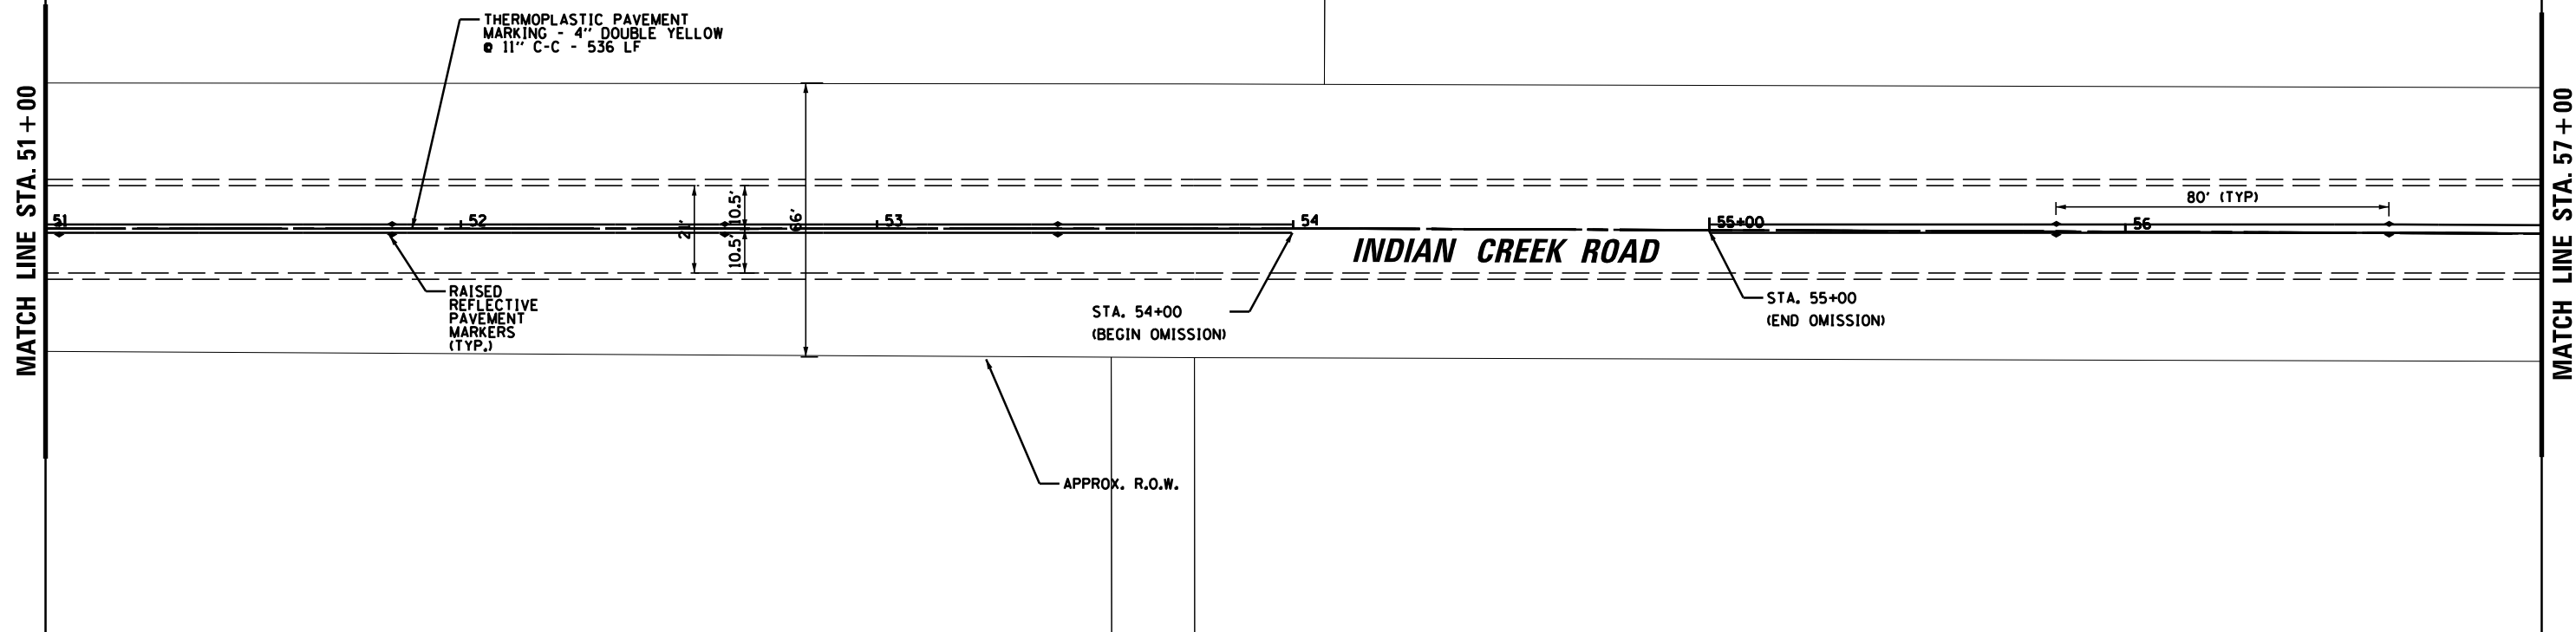 THERMOPLASTIC PAVEMENT
MARKING - 4" DOUBLE YELLOW
@ 11" C-C - 536 LF
MATCH LINE STA. 51+00
MATCH LINE STA. 57+00
51
52
53
54
55+00
56
21'
10.5'
10.5'
66'
80' (TYP)
INDIAN CREEK ROAD
RAISED
REFLECTIVE
PAVEMENT
MARKERS
(TYP.)
STA. 54+00
(BEGIN OMISSION)
STA. 55+00
(END OMISSION)
APPROX. R.O.W.